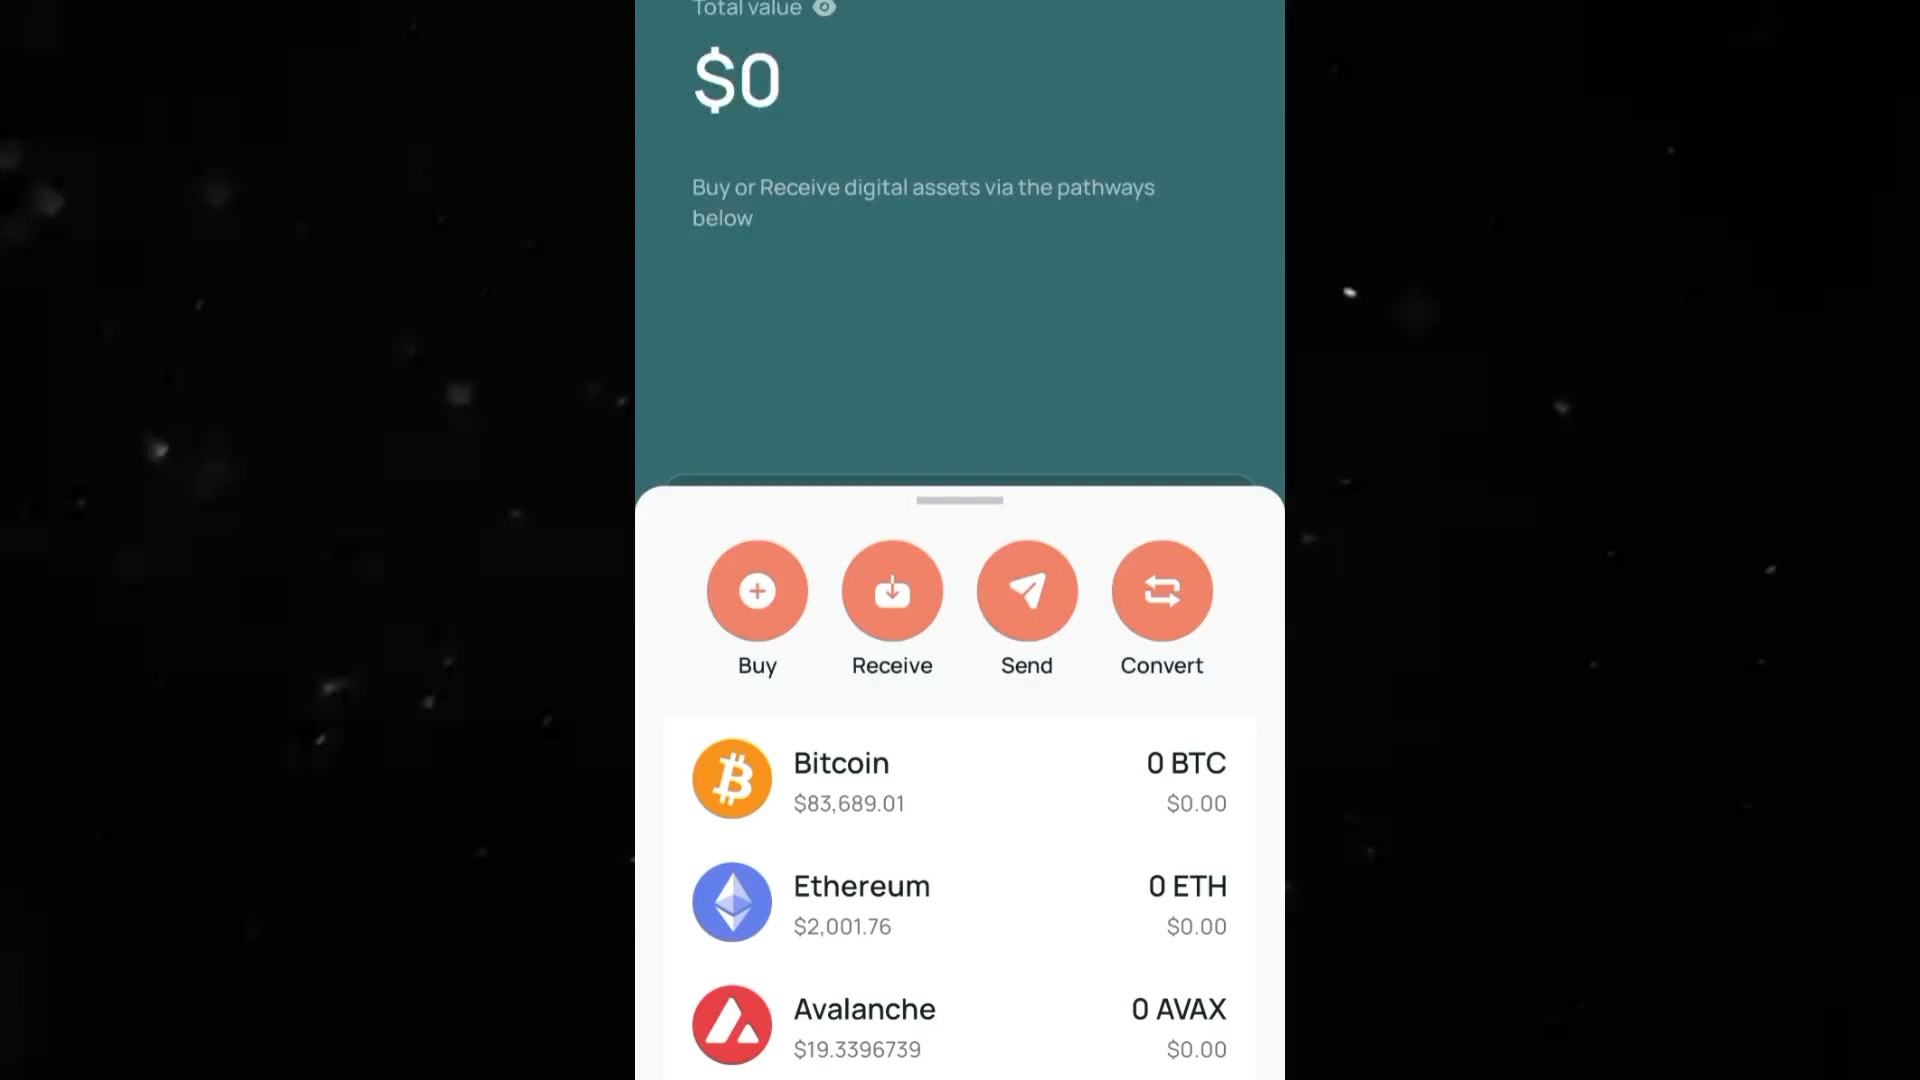 Total value
$0
Buy or Receive digital assets via the pathways
below
Buy
Receive
Send
Convert
Bitcoin
0 BTC
$83,689.01
$0.00
Ethereum
0 ETH
$2,001.76
$0.00
Avalanche
0 AVAX
$19.3396739
$0.00